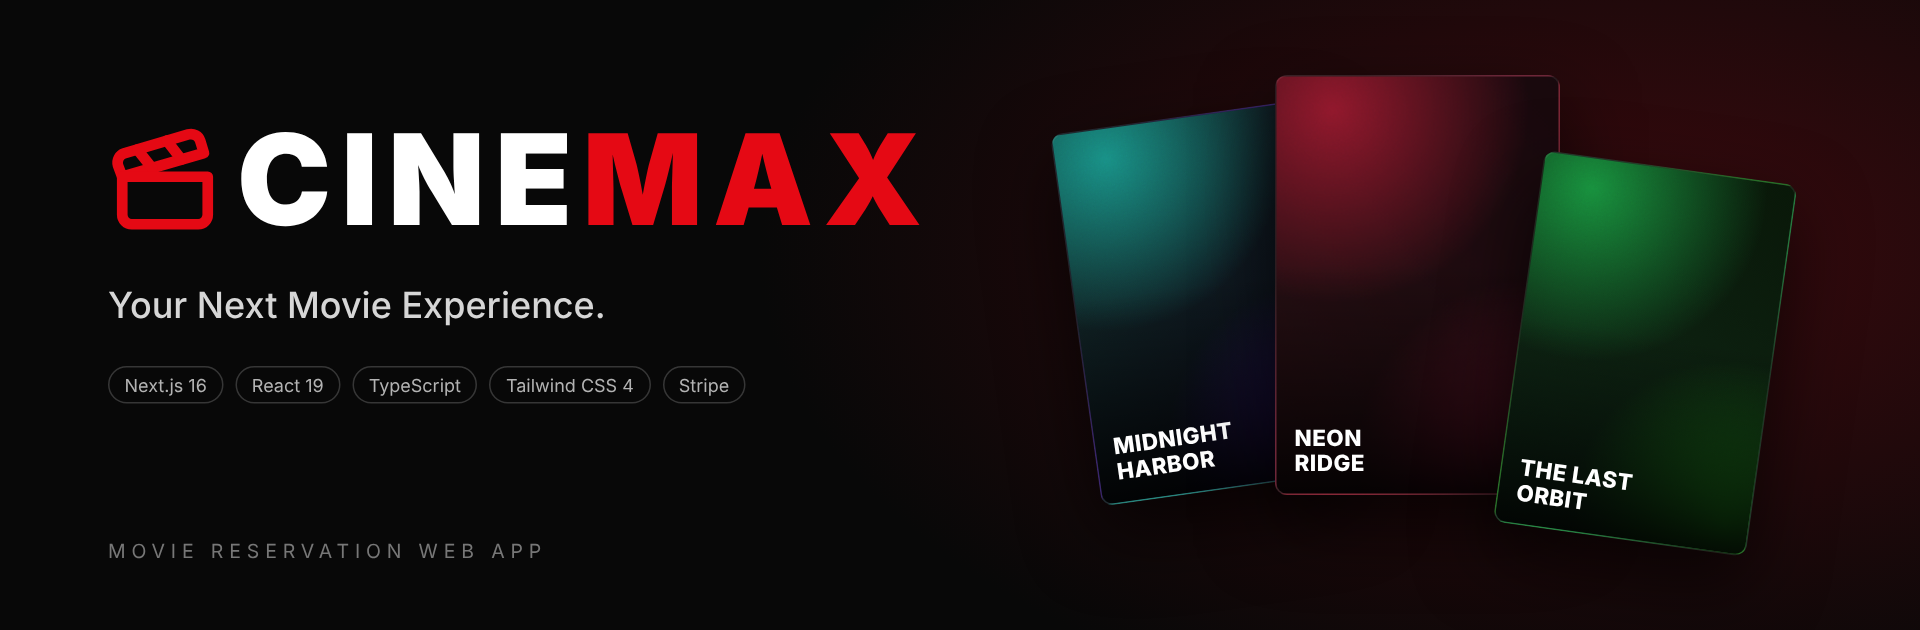 CINEMAX
Your Next Movie Experience.
Next.js 16
React 19
TypeScript
Tailwind CSS 4
Stripe
MOVIE RESERVATION WEB APP
MIDNIGHT
HARBOR
NEON
RIDGE
THE LAST
ORBIT